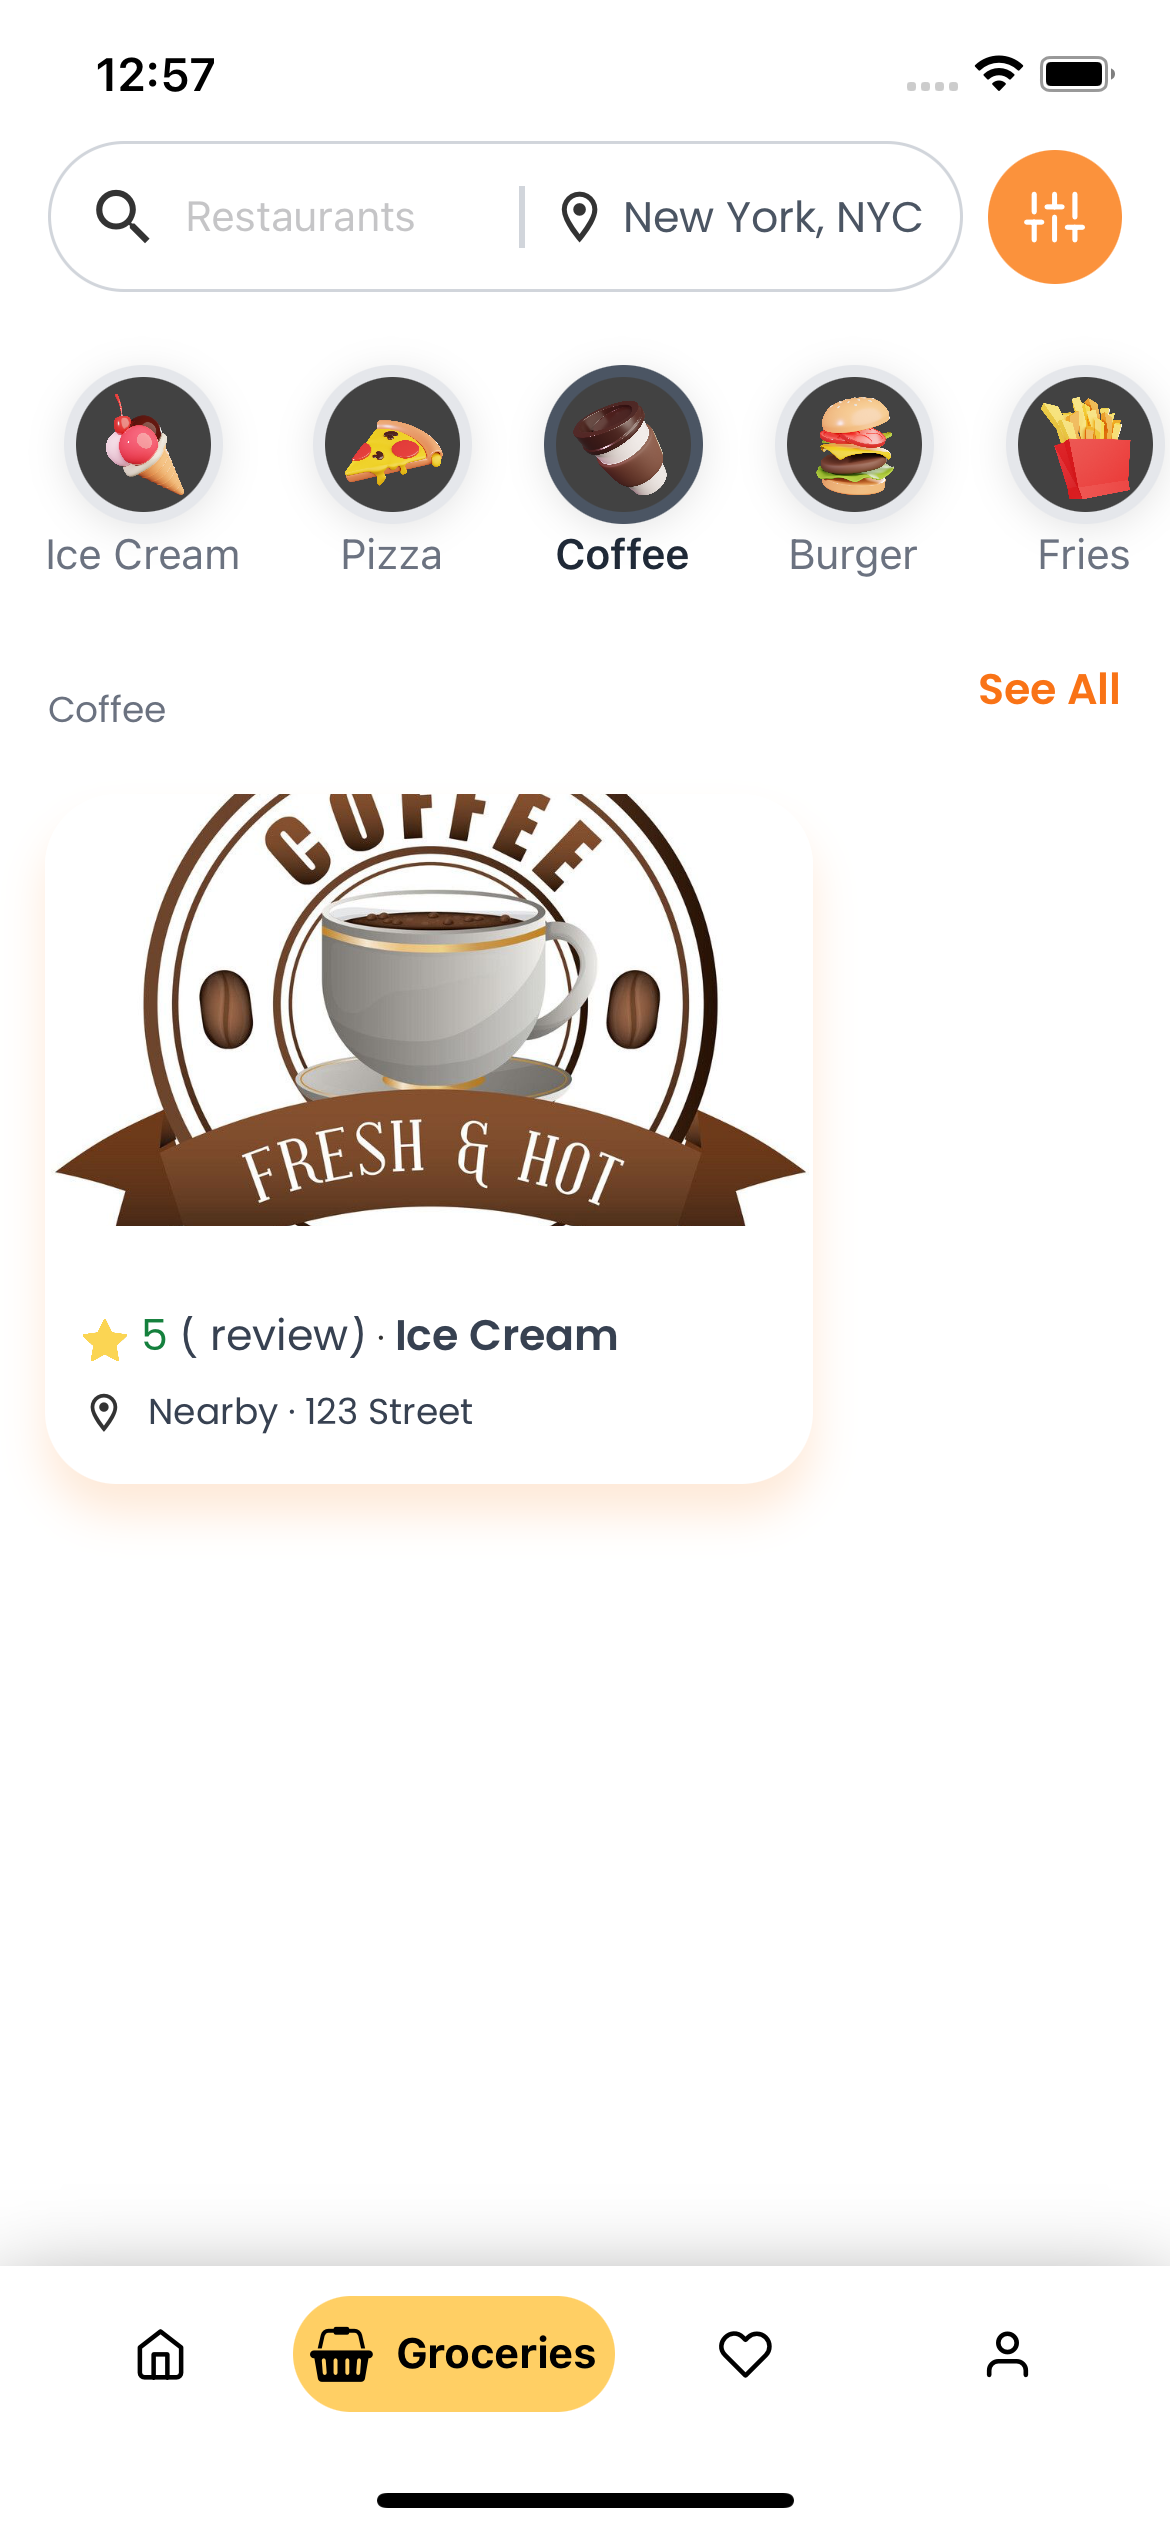 12:57
Restaurants
New York, NYC
Ice Cream
Pizza
Coffee
Burger
Fries
Coffee
See All
COFFEE
FRESH & HOT
5 ( review) · Ice Cream
Nearby · 123 Street
Groceries